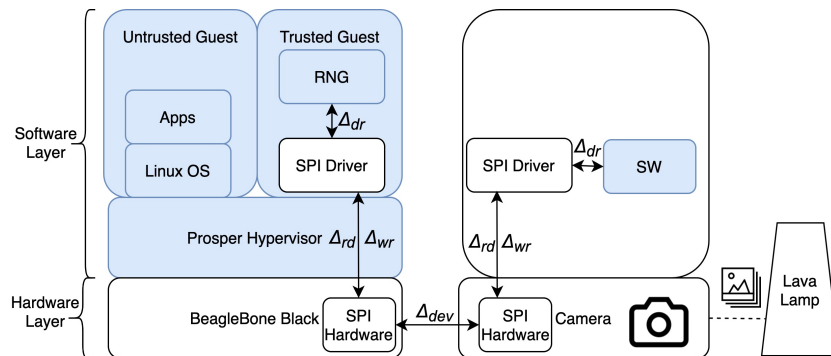 Untrusted Guest
Trusted Guest
RNG
Δdr
Apps
Linux OS
SPI Driver
Software
Layer
Prosper Hypervisor
Δrd
Δwr
SPI Driver
Δdr
SW
Δrd
Δwr
Hardware
Layer
BeagleBone Black
SPI
Hardware
Δdev
SPI
Hardware
Camera
Lava
Lamp